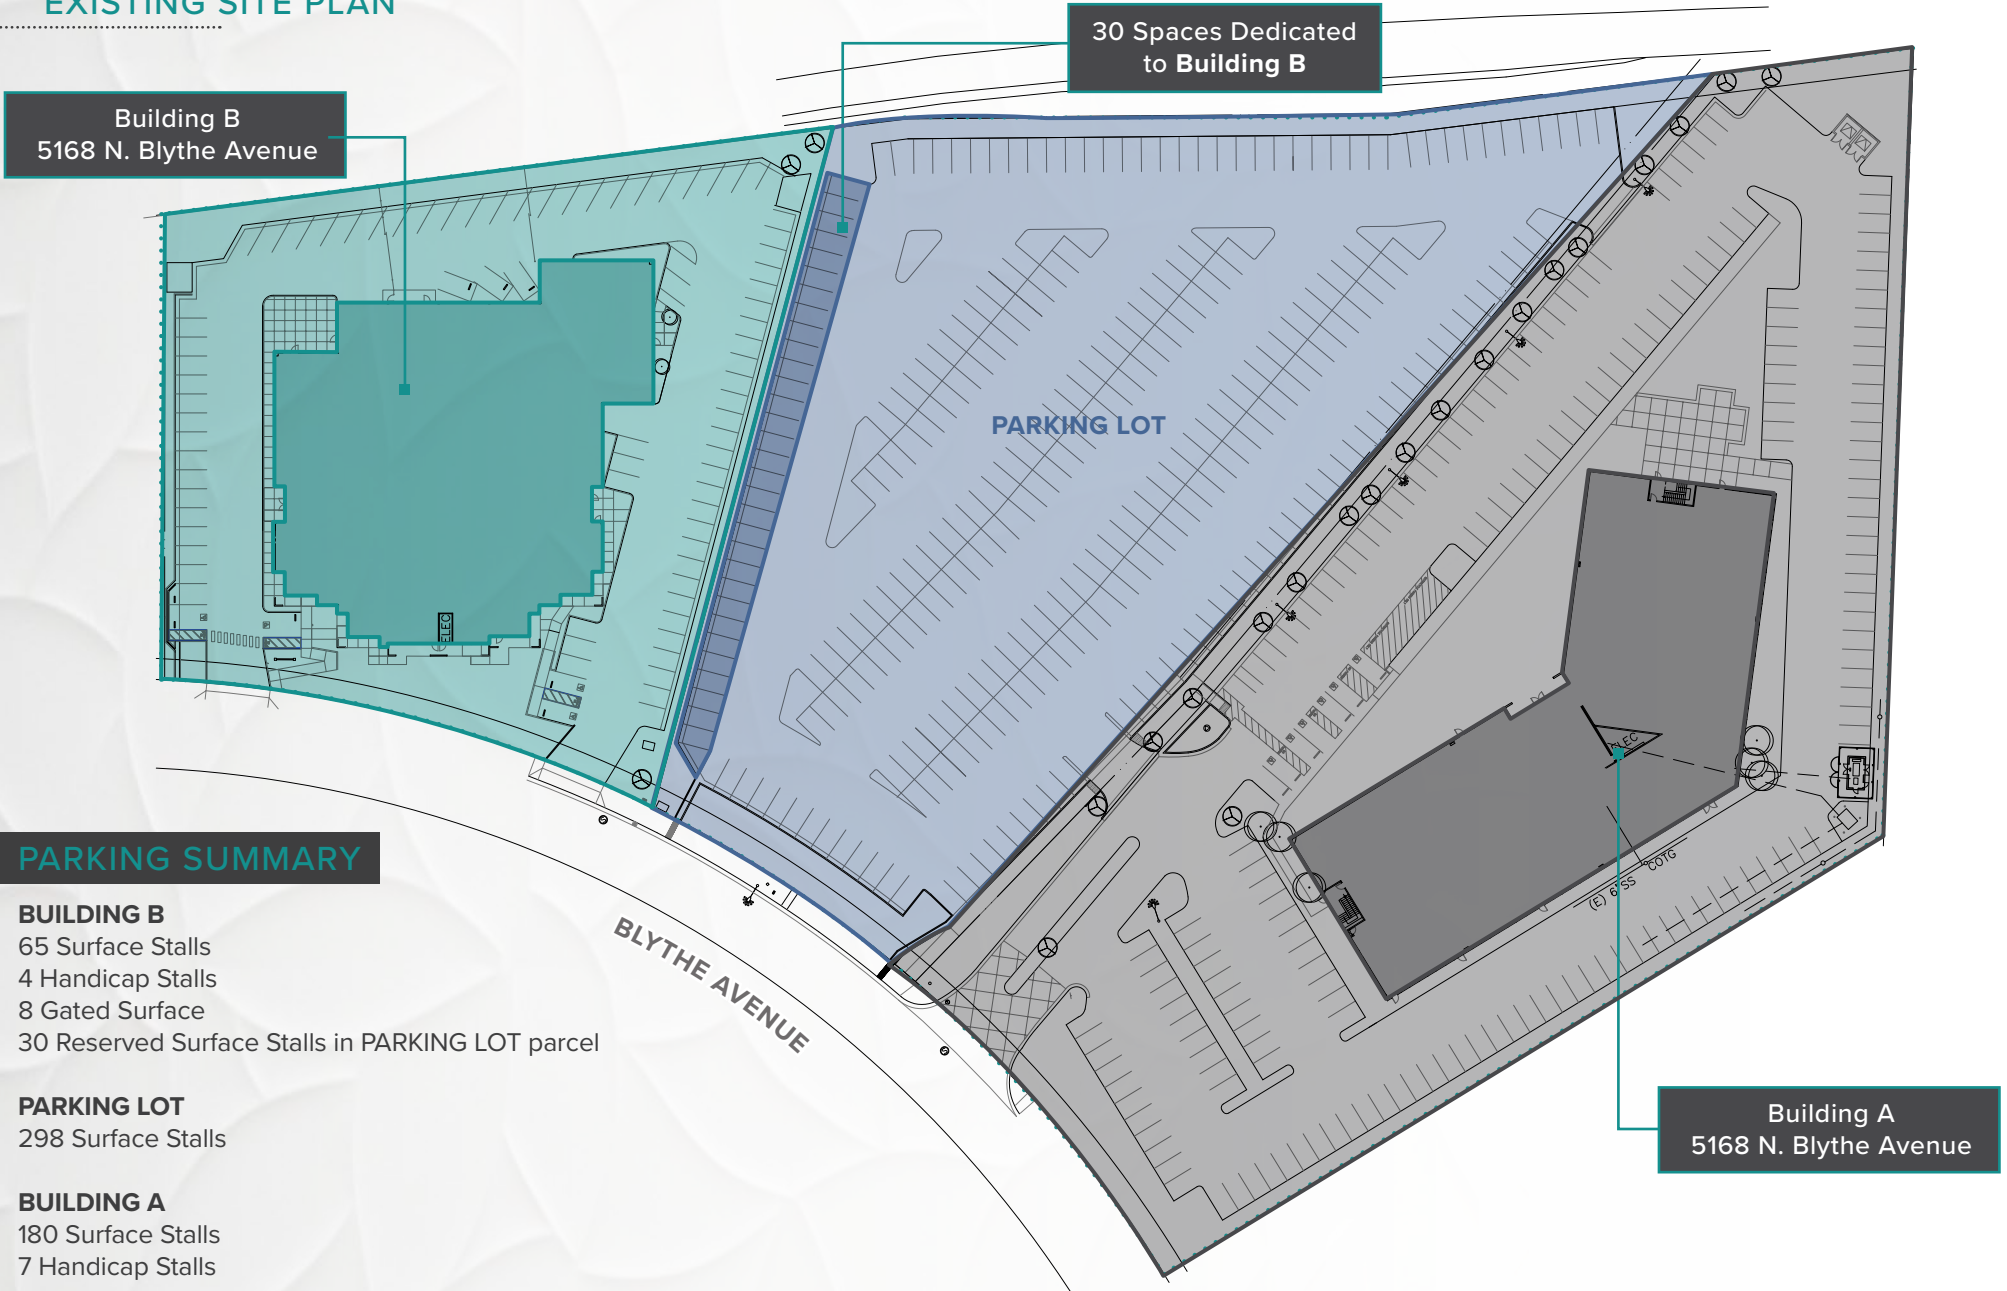 EXISTING SITE PLAN
30 Spaces Dedicated
to Building B
Building B
5168 N. Blythe Avenue
PARKING LOT
ELEC
ELEC
COTG
(E) 6"SS
PARKING SUMMARY
BUILDING B
65 Surface Stalls
4 Handicap Stalls
8 Gated Surface
30 Reserved Surface Stalls in PARKING LOT parcel
PARKING LOT
298 Surface Stalls
BUILDING A
180 Surface Stalls
7 Handicap Stalls
BLYTHE AVENUE
Building A
5168 N. Blythe Avenue